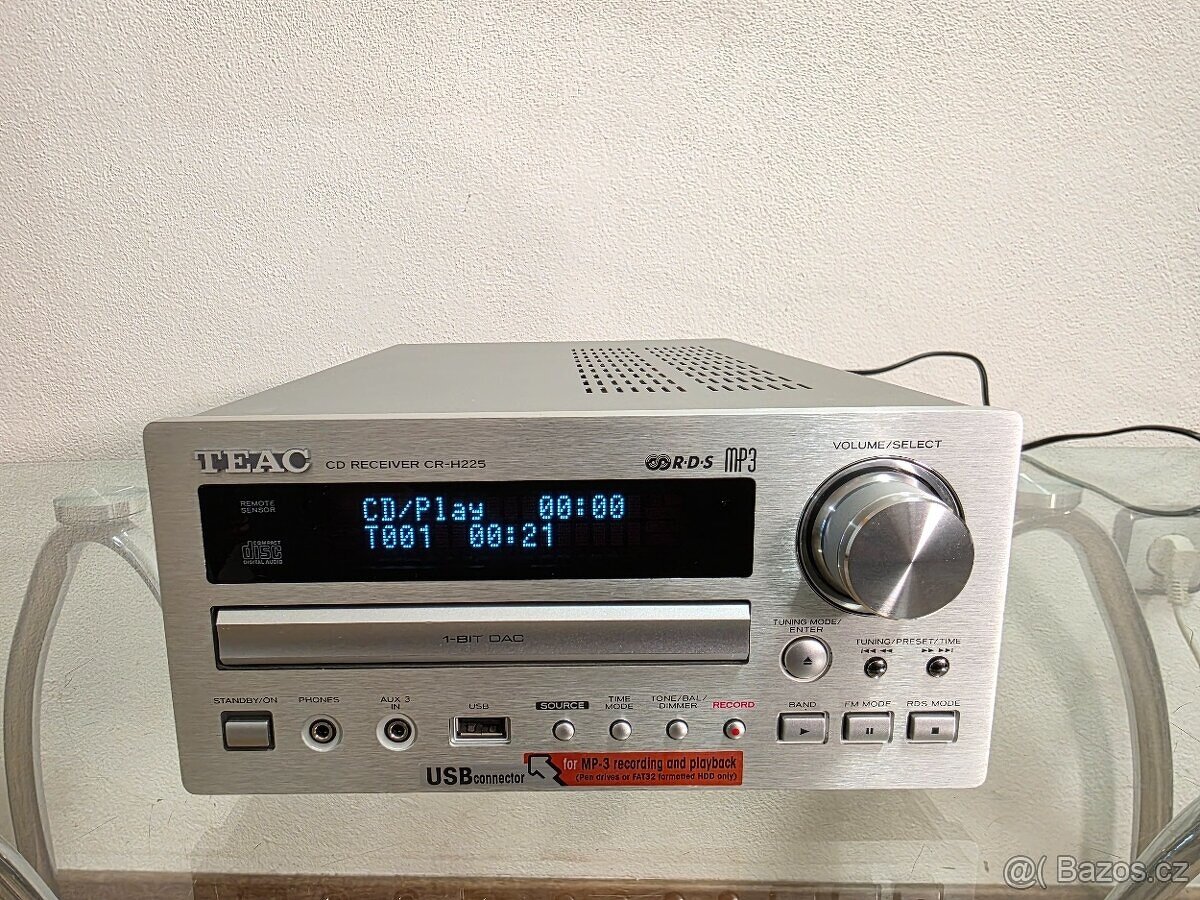 TEAC CD RECEIVER CR-H225 R·D·S MP3
VOLUME/SELECT
REMOTE
SENSOR
CD/Play 00:00
T001 00:21
COMPACT
disc
DIGITAL AUDIO
1-BIT DAC
TUNING MODE/
ENTER
TUNING/PRESET/TIME
STANDBY/ON
PHONES
AUX 3
IN
USB
SOURCE
TIME
MODE
TONE/BAL/
DIMMER
RECORD
BAND
FM MODE
RDS MODE
USB connector
for MP-3 recording and playback
(Pen drives or FAT32 formatted HDD only)
@( Bazos.cz